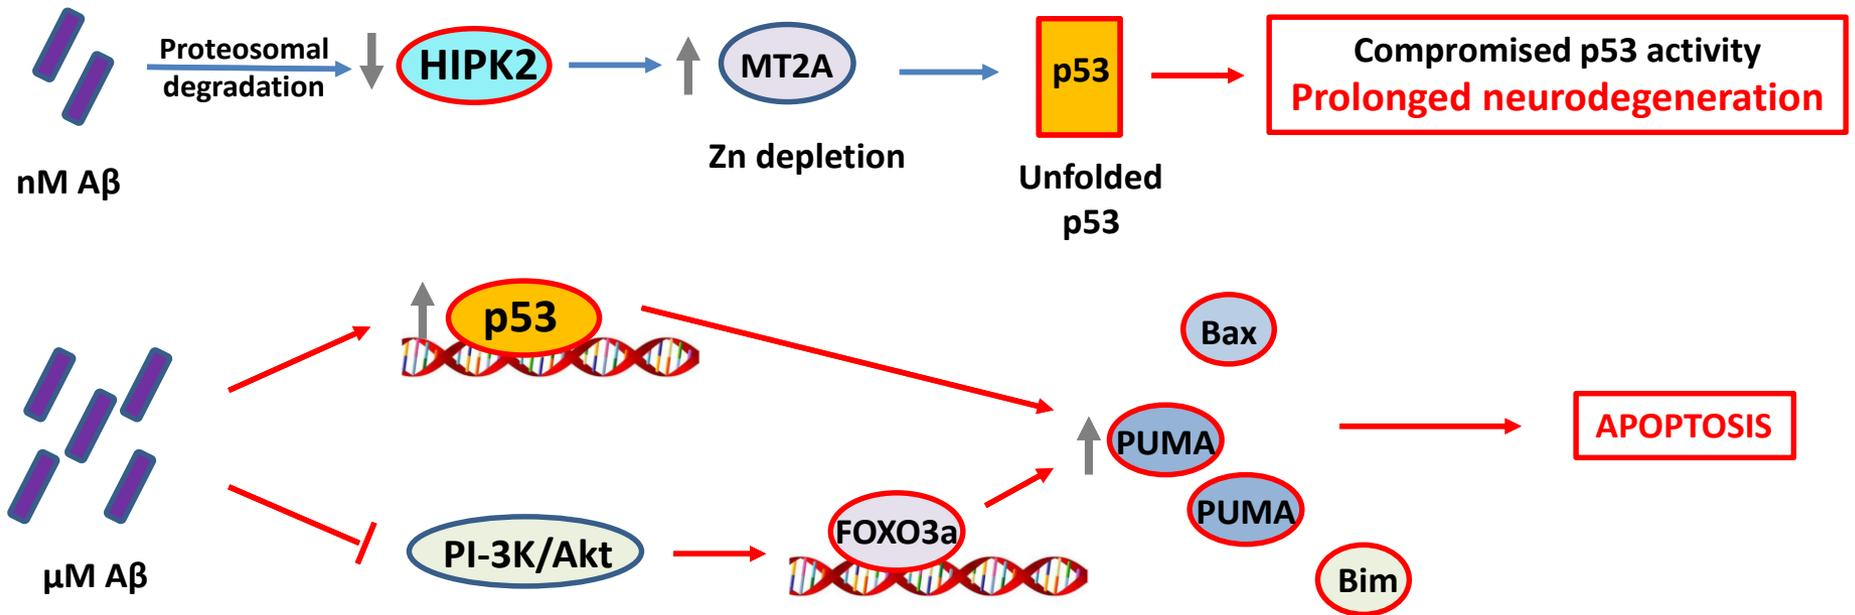 Proteosomal
degradation
HIPK2
MT2A
p53
Compromised p53 activity
Prolonged neurodegeneration
Zn depletion
nM Aβ
Unfolded
p53
p53
Bax
PUMA
APOPTOSIS
PUMA
FOXO3a
PI-3K/Akt
μM Aβ
Bim